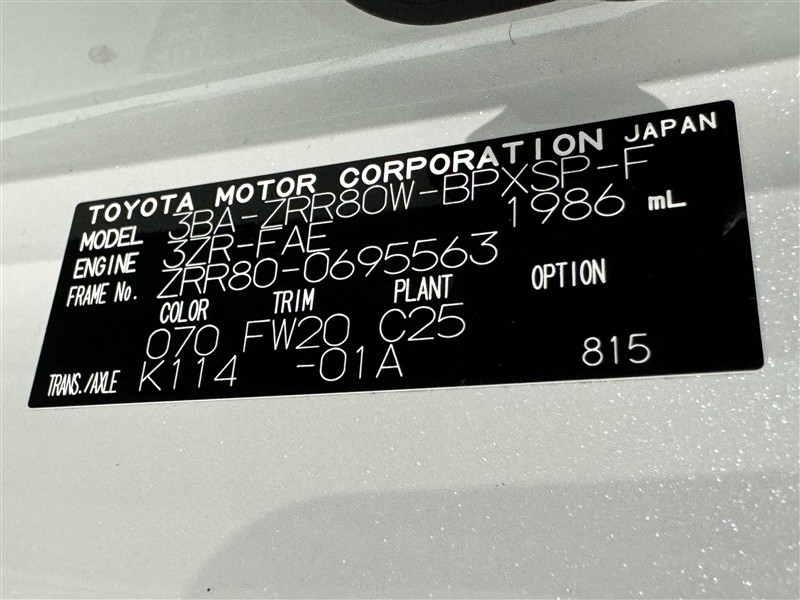 TOYOTA MOTOR CORPORATION JAPAN
MODEL 3BA-ZRR80W-BPXSP-F
ENGINE 3ZR-FAE 1986 mL
FRAME No. ZRR80-0695563
COLOR TRIM PLANT OPTION
070 FW20 C25
TRANS./AXLE K114 -01A 815